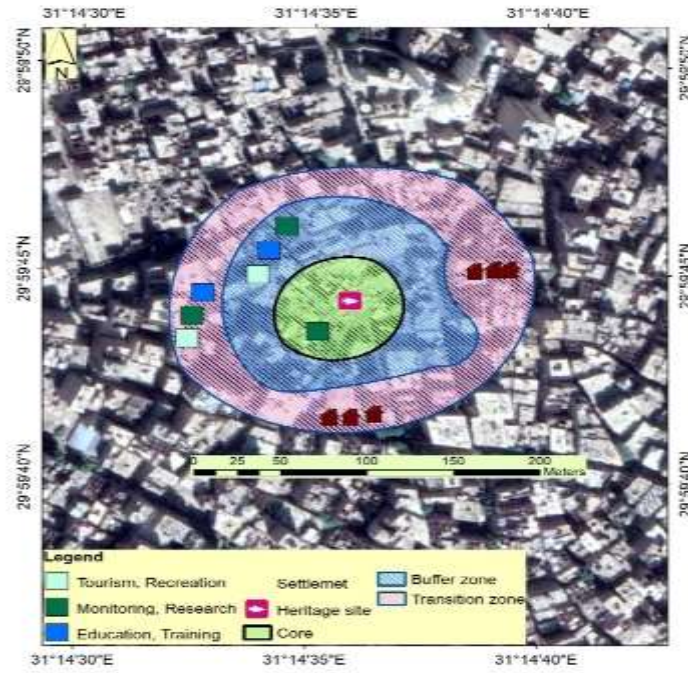 31°14'30"E 31°14'35"E 31°14'40"E
29°59'50"N 29°59'50"N
N
29°59'45"N 29°59'45"N
0 25 50 100 150 200
Meters
29°59'40"N 29°59'40"N
Legend
Tourism, Recreation Settlemet Buffer zone
Monitoring, Research Heritage site Transition zone
Education, Training Core
31°14'30"E 31°14'35"E 31°14'40"E